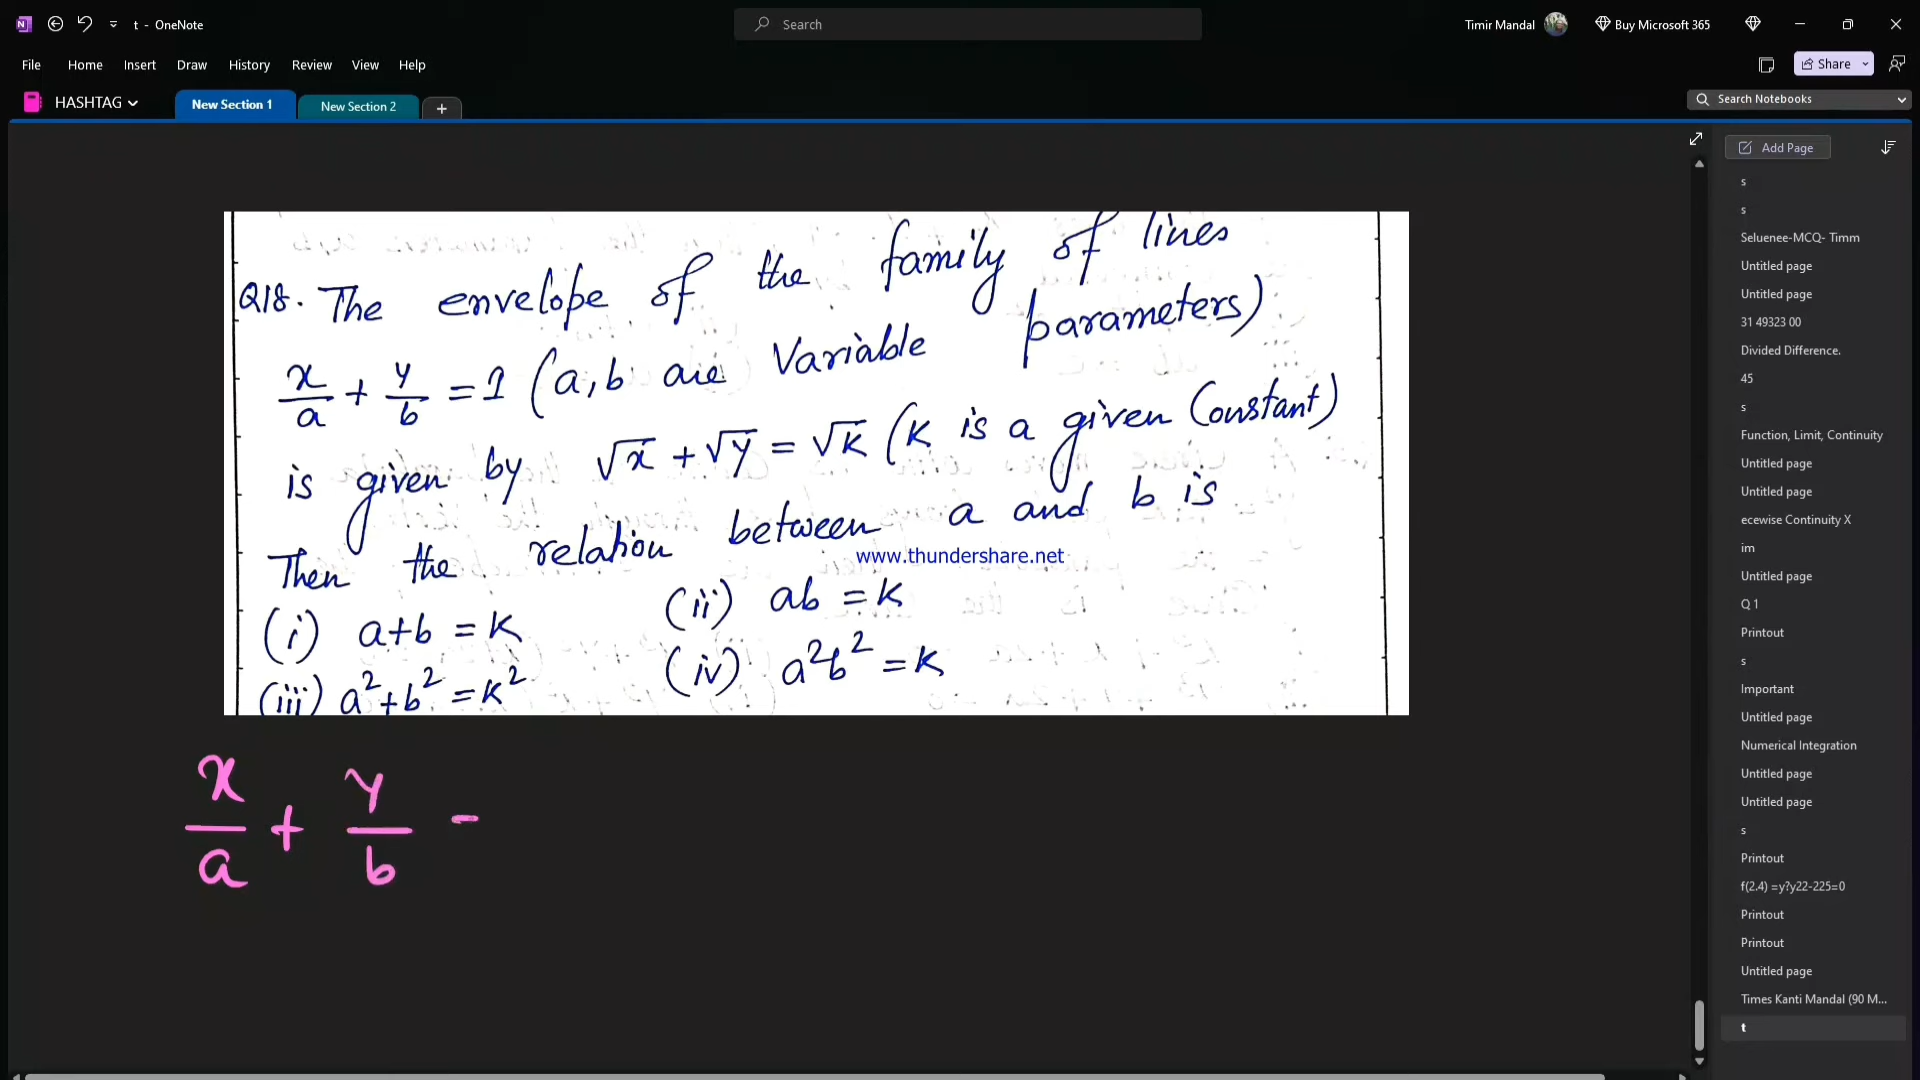 t - OneNote
Search
Timir Mandal
Buy Microsoft 365
File Home Insert Draw History Review View Help
Share
HASHTAG
New Section 1
New Section 2
+
Search Notebooks
Add Page
Q18. The envelope of the family of lines
x/a + y/b = 1 (a, b are Variable parameters)
is given by √x + √y = √K (K is a given Constant)
Then the relation between a and b is
www.thundershare.net
(i) a+b = K (ii) ab = K
(iii) a²+b² = K² (iv) a²b² = K
x/a + y/b -
s
s
Seluenee-MCQ- Timm
Untitled page
Untitled page
31 49323 00
Divided Difference.
45
s
Function, Limit, Continuity
Untitled page
Untitled page
ecewise Continuity X
im
Untitled page
Q 1
Printout
s
Important
Untitled page
Numerical Integration
Untitled page
Untitled page
s
Printout
f(2.4) =y?y22-225=0
Printout
Printout
Untitled page
Times Kanti Mandal (90 M...
t